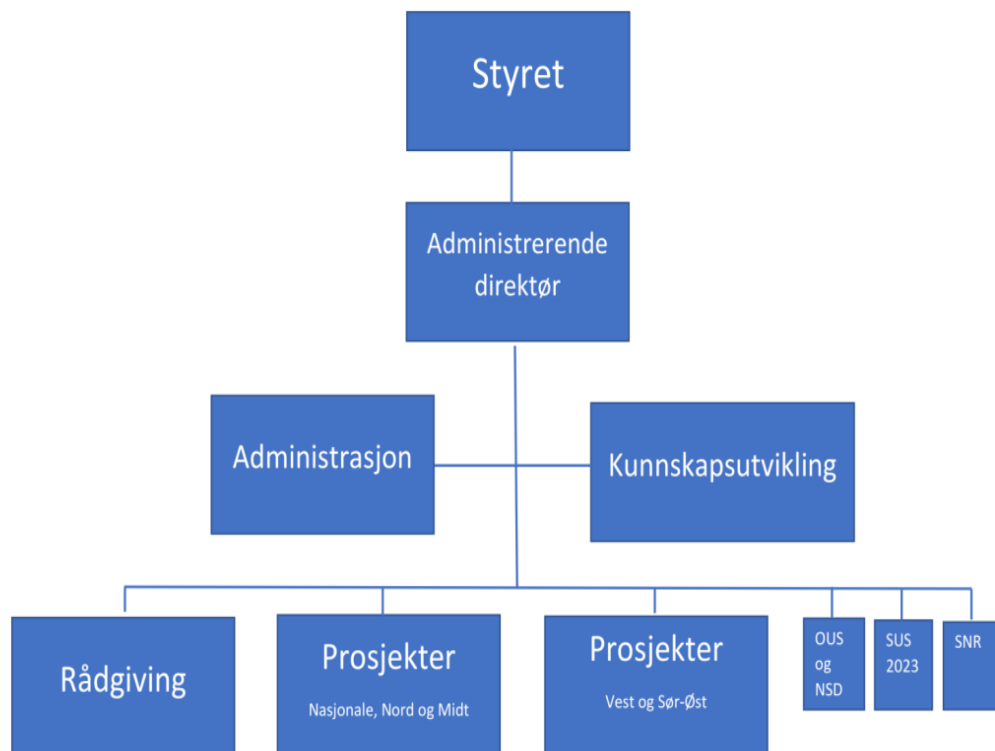 Styret
Administrerende
direktør
Administrasjon
Kunnskapsutvikling
Rådgiving
Prosjekter
Nasjonale, Nord og Midt
Prosjekter
Vest og Sør-Øst
OUS
og
NSD
SUS
2023
SNR